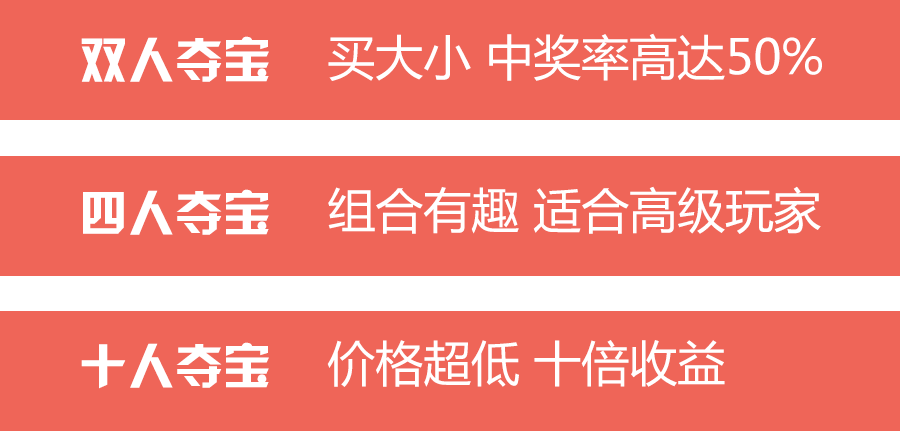 双人夺宝 买大小 中奖率高达50%
四人夺宝 组合有趣 适合高级玩家
十人夺宝 价格超低 十倍收益